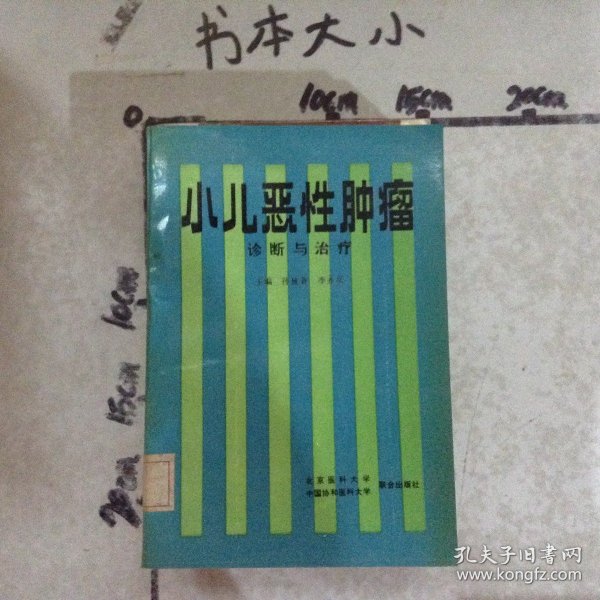 书本大小
10cm 15cm 20cm
0
小儿恶性肿瘤
诊断与治疗
主编
10cm
15cm
20cm
北京医科大学
中国协和医科大学
联合出版社
孔夫子旧书网
www.kongfz.com